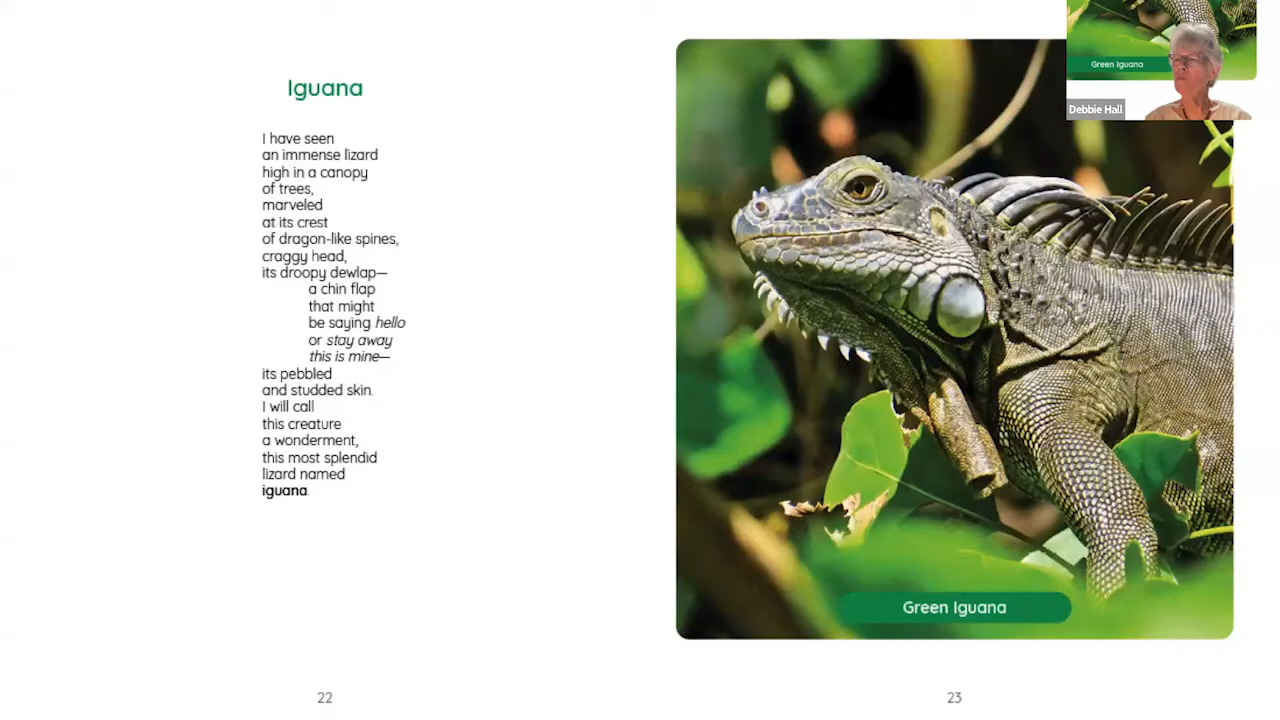 Iguana
I have seen
an immense lizard
high in a canopy
of trees,
marveled
at its crest
of dragon-like spines,
craggy head,
its droopy dewlap—
a chin flap
that might
be saying hello
or stay away
this is mine—
its pebbled
and studded skin.
I will call
this creature
a wonderment,
this most splendid
lizard named
iguana.
22
Green Iguana
Debbie Hall
Green Iguana
23